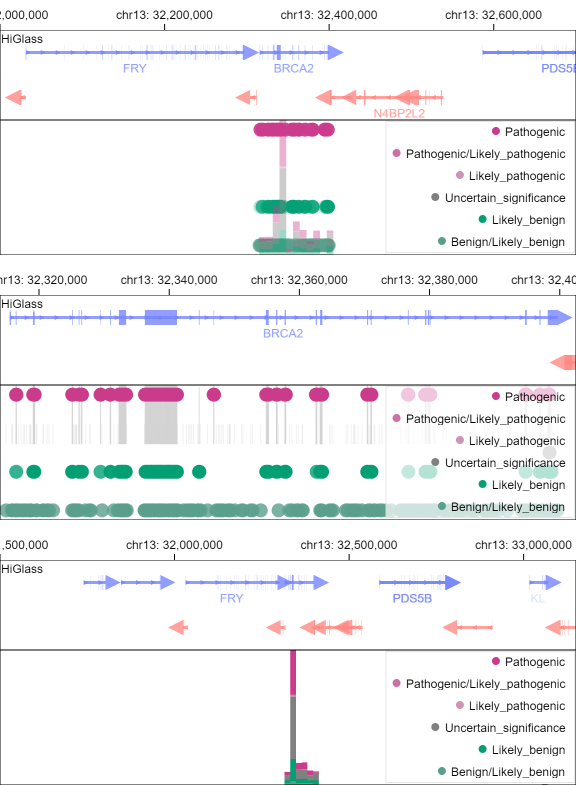 2,000,000 chr13: 32,200,000 chr13: 32,400,000 chr13: 32,600,000
HiGlass
FRY BRCA2 PDS5B
N4BP2L2
Pathogenic
Pathogenic/Likely_pathogenic
Likely_pathogenic
Uncertain_significance
Likely_benign
Benign/Likely_benign
chr13: 32,320,000 chr13: 32,340,000 chr13: 32,360,000 chr13: 32,380,000 chr13: 32,40
HiGlass
BRCA2
Pathogenic
Pathogenic/Likely_pathogenic
Likely_pathogenic
Uncertain_significance
Likely_benign
Benign/Likely_benign
,500,000 chr13: 32,000,000 chr13: 32,500,000 chr13: 33,000,000
HiGlass
FRY PDS5B KL
Pathogenic
Pathogenic/Likely_pathogenic
Likely_pathogenic
Uncertain_significance
Likely_benign
Benign/Likely_benign